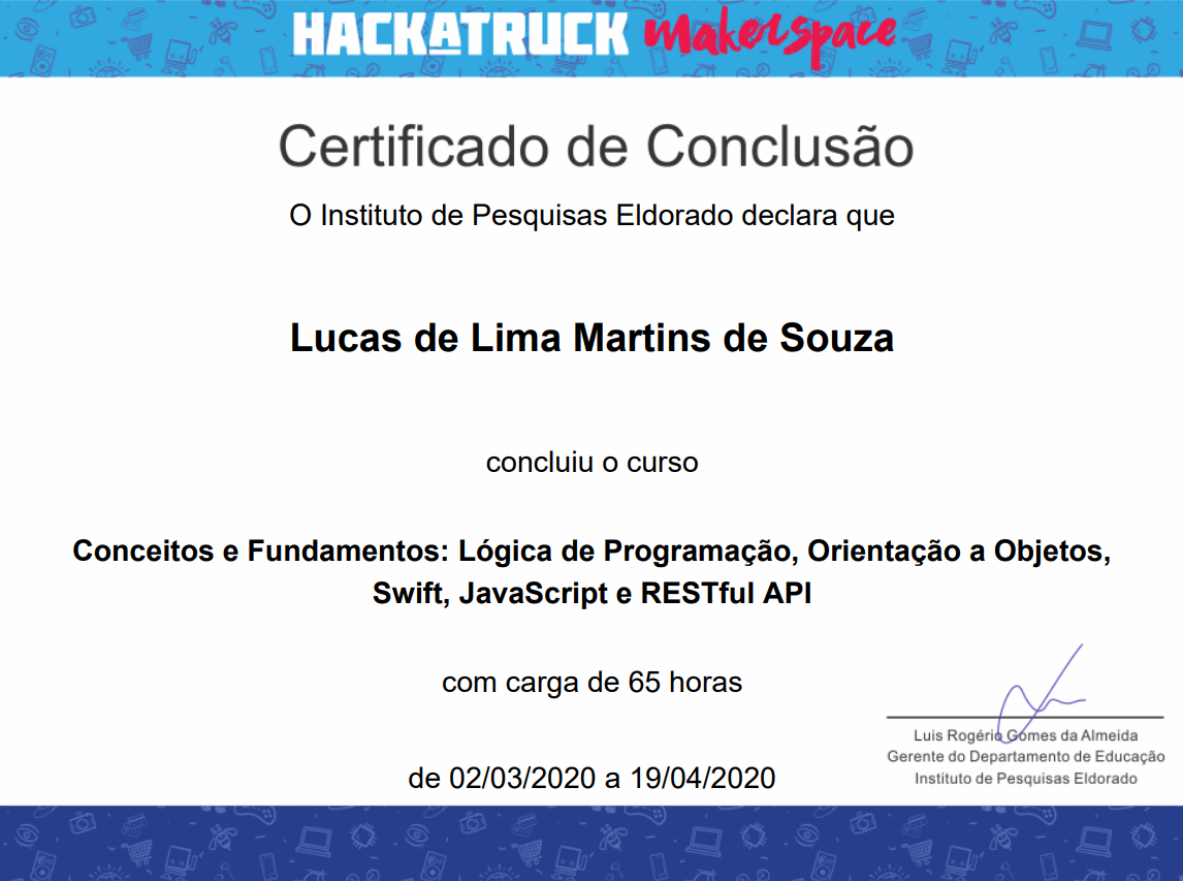 HACKATRUCK makerspace
Certificado de Conclusão
O Instituto de Pesquisas Eldorado declara que
Lucas de Lima Martins de Souza
concluiu o curso
Conceitos e Fundamentos: Lógica de Programação, Orientação a Objetos,
Swift, JavaScript e RESTful API
com carga de 65 horas
Luis Rogério Gomes da Almeida
Gerente do Departamento de Educação
Instituto de Pesquisas Eldorado
de 02/03/2020 a 19/04/2020